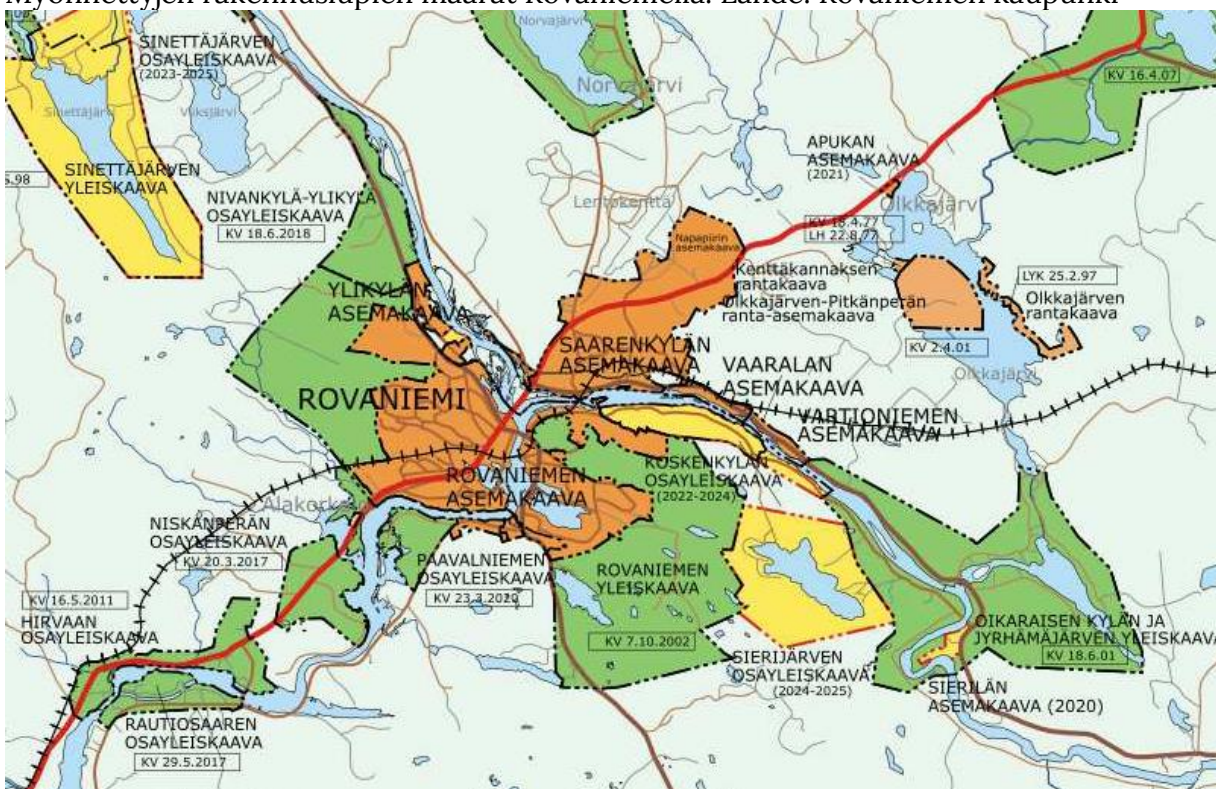 Myönnettyjen rakennuslupien määrät Rovaniemellä. Lähde: Rovaniemen kaupunki
SINETTÄJÄRVEN
OSAYLEISKAAVA
(2023-2025)
Norvajärvi
Norvajärvi
KV 16.4.07
Sinettäjärvi
Viiksjärvi
SINETTÄJÄRVEN
YLEISKAAVA
5.98
NIVANKYLÄ-YLIKYLÄ
OSAYLEISKAAVA
KV 18.6.2018
Lentokenttä
APUKAN
ASEMAKAAVA
(2021)
Olkkajärvi
KV 18.4.77
LH 22.8.77
Napapiirin
asemakaava
Kenttäkannaksen
rantakaava
Olkkajärven-Pitkänperän
ranta-asemakaava
LYK 25.2.97
Olkkajärven
rantakaava
KV 2.4.01
Olkkajärvi
YLIKYLÄN
ASEMAKAAVA
SAARENKYLÄN
ASEMAKAAVA
VAARALAN
ASEMAKAAVA
VARTIONIEMEN
ASEMAKAAVA
ROVANIEMI
ROVANIEMEN
ASEMAKAAVA
KOSKENKYLÄN
OSAYLEISKAAVA
(2022-2024)
NISKANPERÄN
OSAYLEISKAAVA
KV 20.3.2017
PAAVALNIEMEN
OSAYLEISKAAVA
KV 23.3.2020
ROVANIEMEN
YLEISKAAVA
KV 7.10.2002
KV 16.5.2011
HIRVAAN
OSAYLEISKAAVA
OIKARAISEN KYLÄN JA
JYRHÄMÄJÄRVEN YLEISKAAVA
KV 18.6.01
SIERIJÄRVEN
OSAYLEISKAAVA
(2024-2025)
SIERILÄN
ASEMAKAAVA (2020)
RAUTIOSAAREN
OSAYLEISKAAVA
KV 29.5.2017